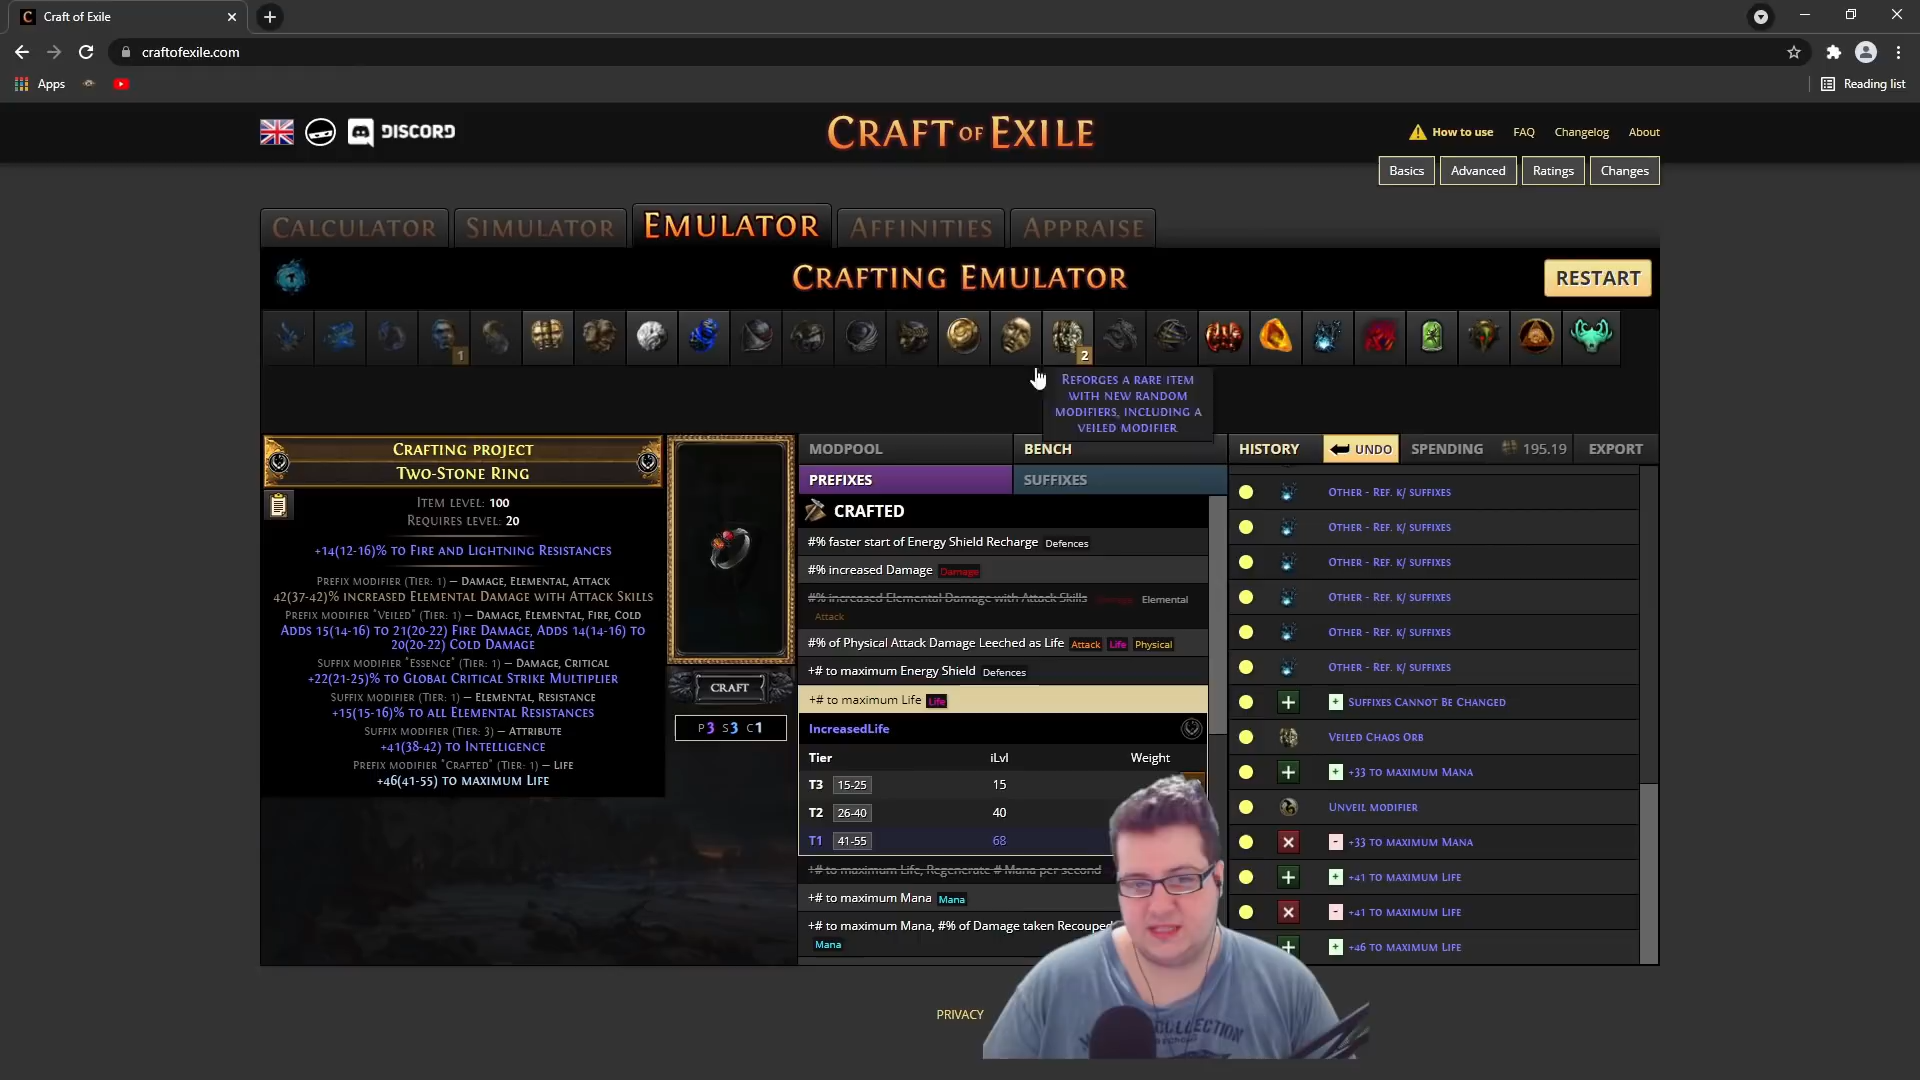 Craft of Exile
craftofexile.com
Apps
Reading list
DISCORD
CRAFT OF EXILE
How to use
FAQ
Changelog
About
Basics
Advanced
Ratings
Changes
CALCULATOR
SIMULATOR
EMULATOR
AFFINITIES
APPRAISE
CRAFTING EMULATOR
RESTART
1
2
REFORGES A RARE ITEM
WITH NEW RANDOM
MODIFIERS, INCLUDING A
VEILED MODIFIER
CRAFTING PROJECT
TWO-STONE RING
ITEM LEVEL: 100
REQUIRES LEVEL: 20
+14(12-16)% TO FIRE AND LIGHTNING RESISTANCES
PREFIX MODIFIER (TIER: 1) — DAMAGE, ELEMENTAL, ATTACK
42(37-42)% INCREASED ELEMENTAL DAMAGE WITH ATTACK SKILLS
PREFIX MODIFIER "VEILED" (TIER: 1) — DAMAGE, ELEMENTAL, FIRE, COLD
ADDS 15(14-16) TO 21(20-22) FIRE DAMAGE, ADDS 14(14-16) TO
20(20-22) COLD DAMAGE
SUFFIX MODIFIER "ESSENCE" (TIER: 1) — DAMAGE, CRITICAL
+22(21-25)% TO GLOBAL CRITICAL STRIKE MULTIPLIER
SUFFIX MODIFIER (TIER: 1) — ELEMENTAL, RESISTANCE
+15(15-16)% TO ALL ELEMENTAL RESISTANCES
SUFFIX MODIFIER (TIER: 3) — ATTRIBUTE
+41(38-42) TO INTELLIGENCE
PREFIX MODIFIER "CRAFTED" (TIER: 1) — LIFE
+46(41-55) TO MAXIMUM LIFE
CRAFT
P3 S3 C1
MODPOOL
BENCH
PREFIXES
SUFFIXES
CRAFTED
#% faster start of Energy Shield Recharge Defences
#% increased Damage Damage
#% increased Elemental Damage with Attack Skills Damage Elemental
Attack
#% of Physical Attack Damage Leeched as Life Attack Life Physical
+# to maximum Energy Shield Defences
+# to maximum Life Life
IncreasedLife
Tier iLvl Weight
T3 15-25 15
T2 26-40 40
T1 41-55 68
+# to maximum Life, Regenerate # Mana per second
+# to maximum Mana Mana
+# to maximum Mana, #% of Damage taken Recouped
Mana
HISTORY
UNDO
SPENDING
195.19
EXPORT
OTHER - REF. K/ SUFFIXES
OTHER - REF. K/ SUFFIXES
OTHER - REF. K/ SUFFIXES
OTHER - REF. K/ SUFFIXES
OTHER - REF. K/ SUFFIXES
OTHER - REF. K/ SUFFIXES
+ SUFFIXES CANNOT BE CHANGED
VEILED CHAOS ORB
+ +33 TO MAXIMUM MANA
UNVEIL MODIFIER
- +33 TO MAXIMUM MANA
+ +41 TO MAXIMUM LIFE
- +41 TO MAXIMUM LIFE
+ +46 TO MAXIMUM LIFE
PRIVACY